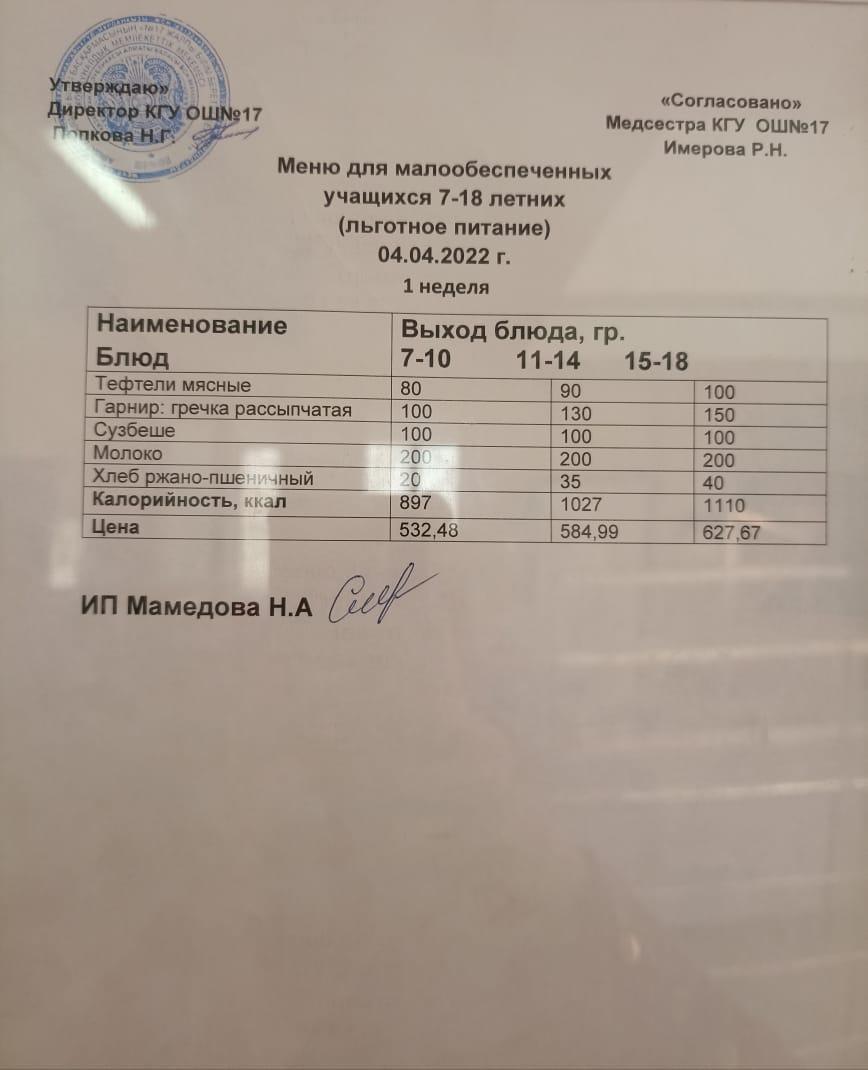 Утверждаю»
Директор КГУ ОШ№17
Попкова Н.Г.
«Согласовано»
Медсестра КГУ ОШ№17
Имерова Р.Н.
Меню для малообеспеченных
учащихся 7-18 летних
(льготное питание)
04.04.2022 г.
1 неделя
Наименование Блюд
Выход блюда, гр.
7-10 11-14 15-18
Тефтели мясные 80 90 100
Гарнир: гречка рассыпчатая 100 130 150
Сузбеше 100 100 100
Молоко 200 200 200
Хлеб ржано-пшеничный 20 35 40
Калорийность, ккал 897 1027 1110
Цена 532,48 584,99 627,67
ИП Мамедова Н.А